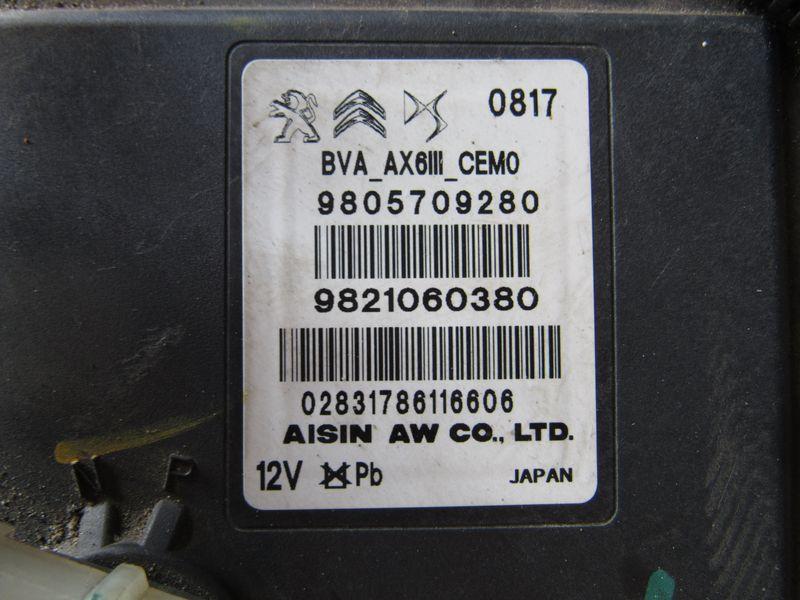 0817
BVA_AX6III_CEM0
9805709280
9821060380
02831786116606
AISIN AW CO., LTD.
12V Pb JAPAN
N P